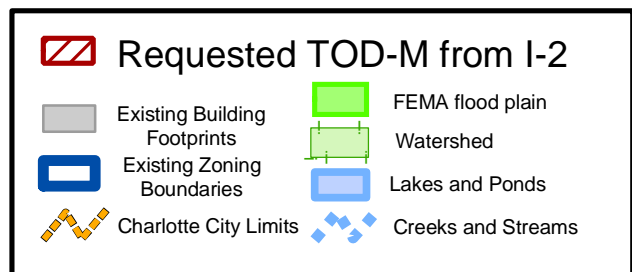 Requested TOD-M from I-2
Existing Building
Footprints
Existing Zoning
Boundaries
Charlotte City Limits
FEMA flood plain
Watershed
Lakes and Ponds
Creeks and Streams